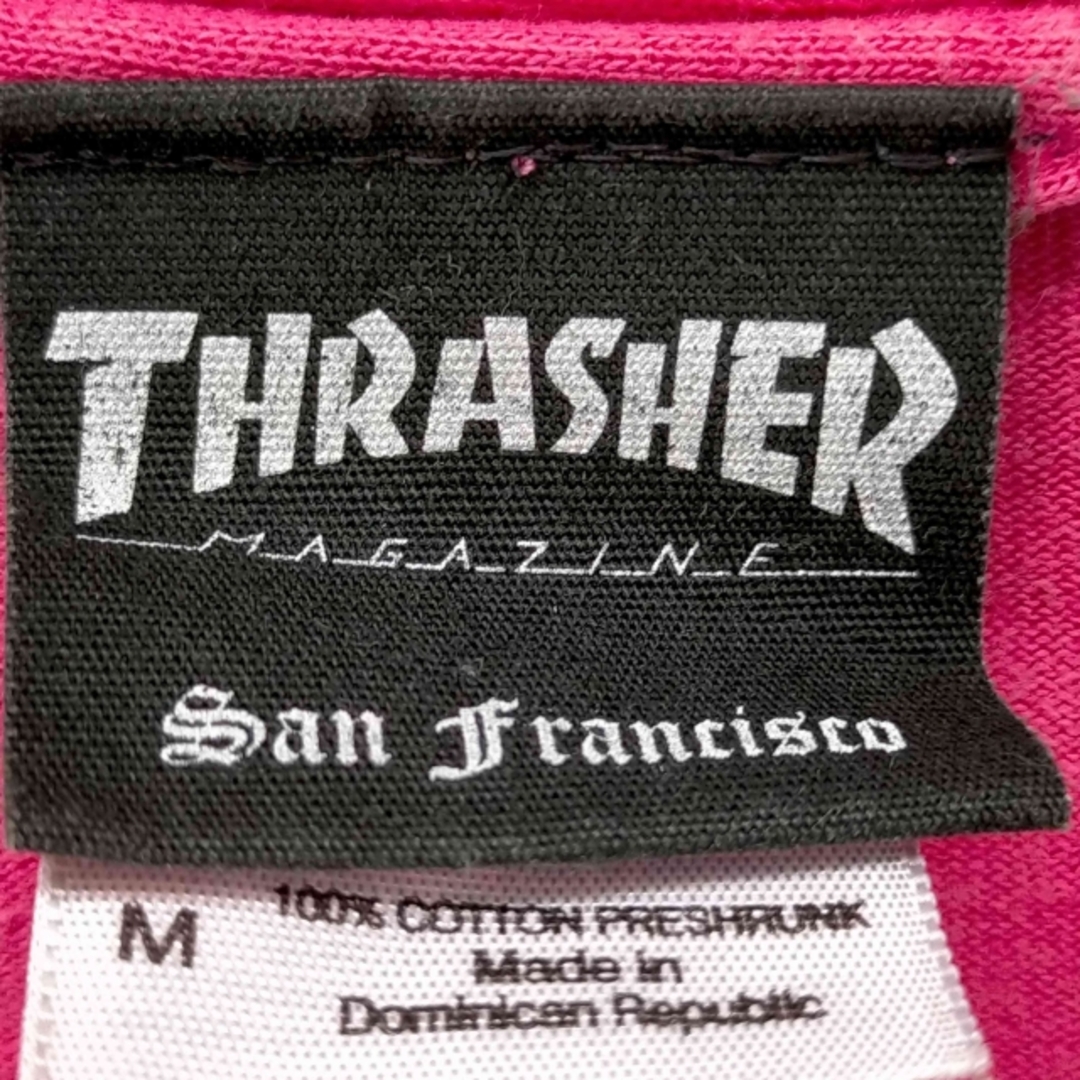 THRASHER
MAGAZINE
San Francisco
M
100% COTTON PRESHRUNK
Made in
Dominican Republic